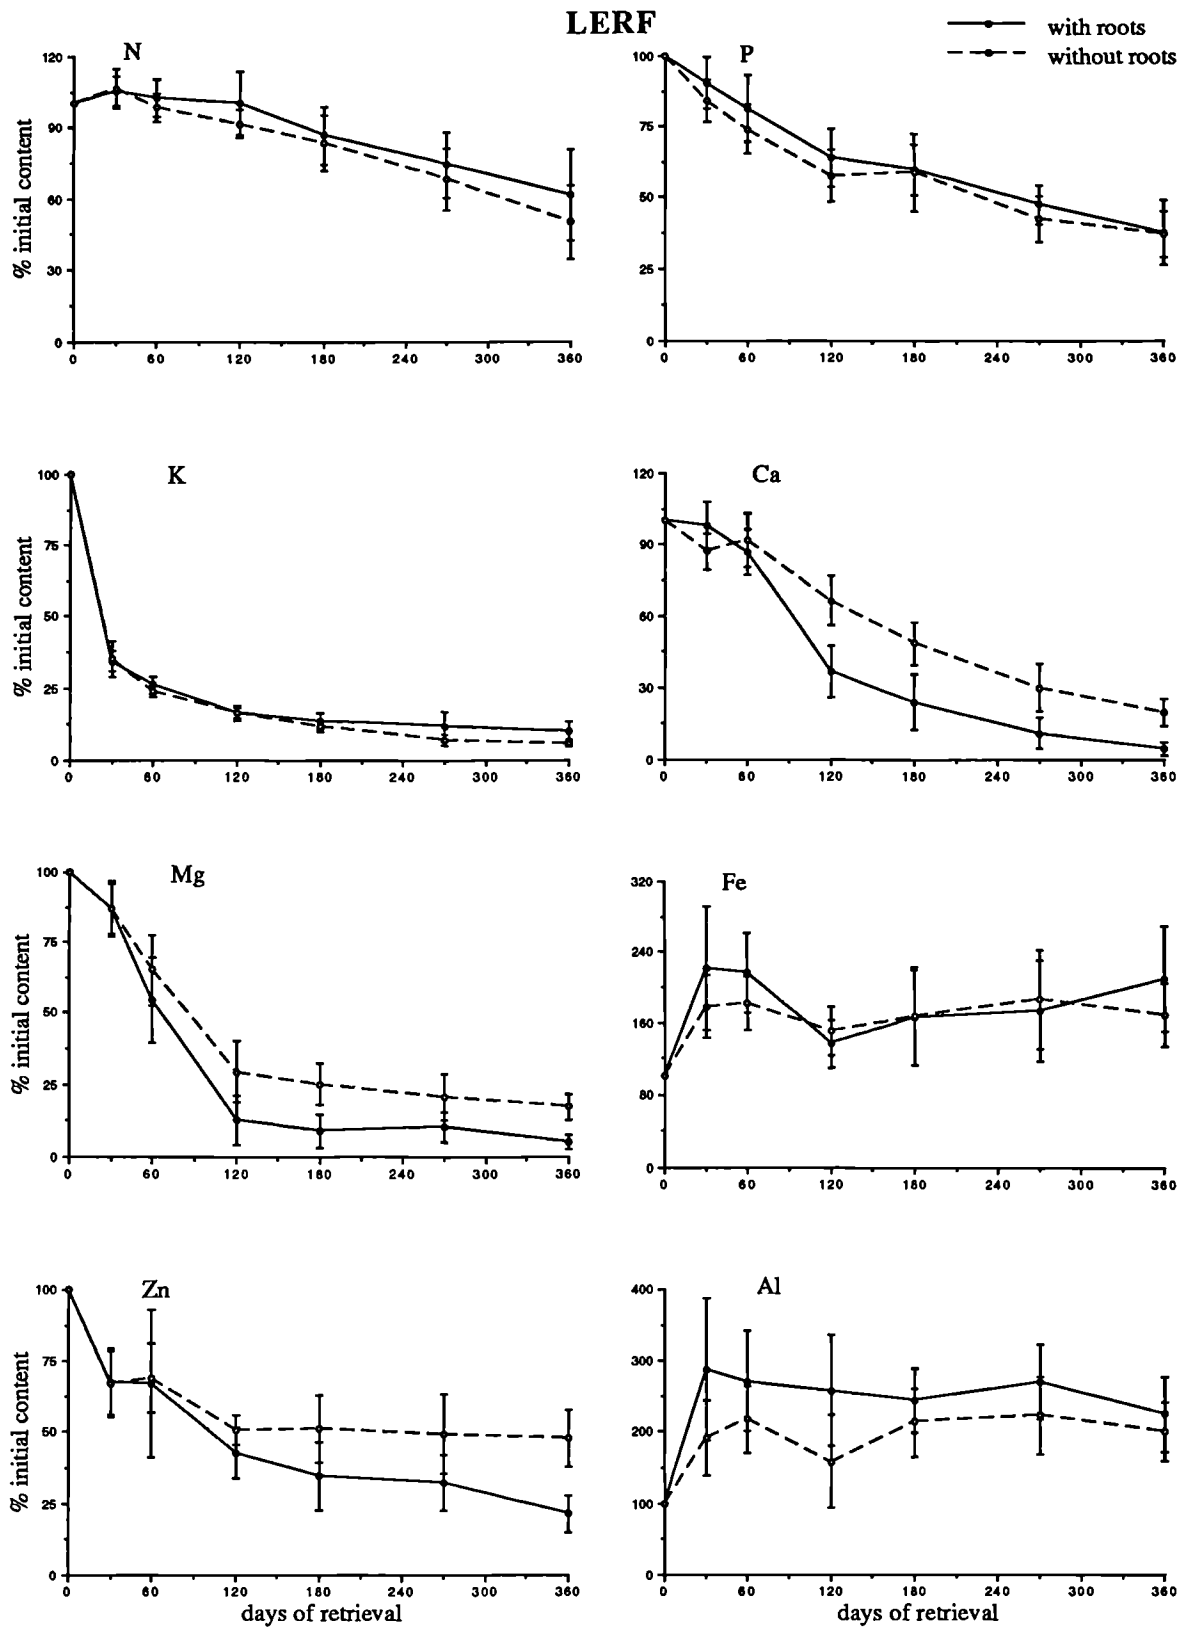 LERF
with roots
without roots
N
% initial content
120
90
60
30
0
0 60 120 180 240 300 360
P
100
75
50
25
0
0 60 120 180 240 300 360
K
% initial content
100
75
50
25
0
0 60 120 180 240 300 360
Ca
120
90
60
30
0
0 60 120 180 240 300 360
Mg
% initial content
100
75
50
25
0
0 60 120 180 240 300 360
Fe
320
240
160
80
0
0 60 120 180 240 300 360
Zn
% initial content
100
75
50
25
0
0 60 120 180 240 300 360
days of retrieval
Al
400
300
200
100
0
0 60 120 180 240 300 360
days of retrieval